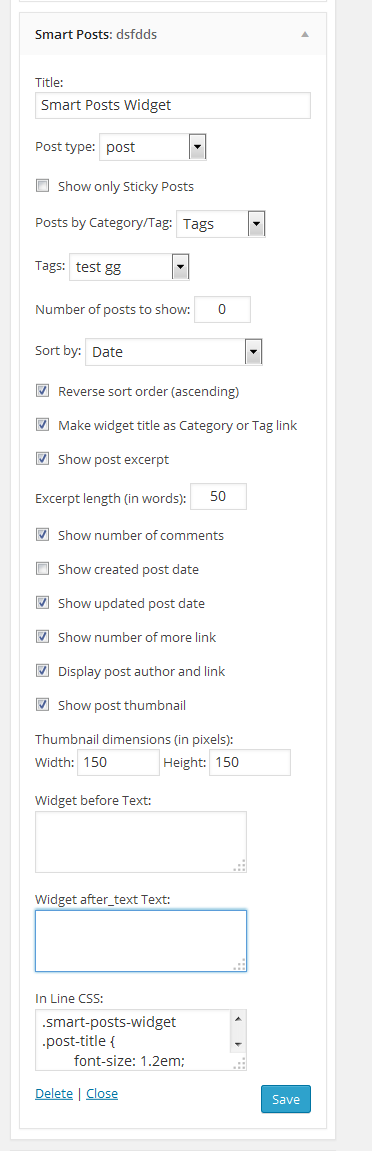 Smart Posts: dsfdds
Title:
Smart Posts Widget
Post type: post
Show only Sticky Posts
Posts by Category/Tag: Tags
Tags: test gg
Number of posts to show: 0
Sort by: Date
Reverse sort order (ascending)
Make widget title as Category or Tag link
Show post excerpt
Excerpt length (in words): 50
Show number of comments
Show created post date
Show updated post date
Show number of more link
Display post author and link
Show post thumbnail
Thumbnail dimensions (in pixels):
Width: 150 Height: 150
Widget before Text:
Widget after_text Text:
In Line CSS:
.smart-posts-widget
.post-title {
font-size: 1.2em;
Delete | Close Save